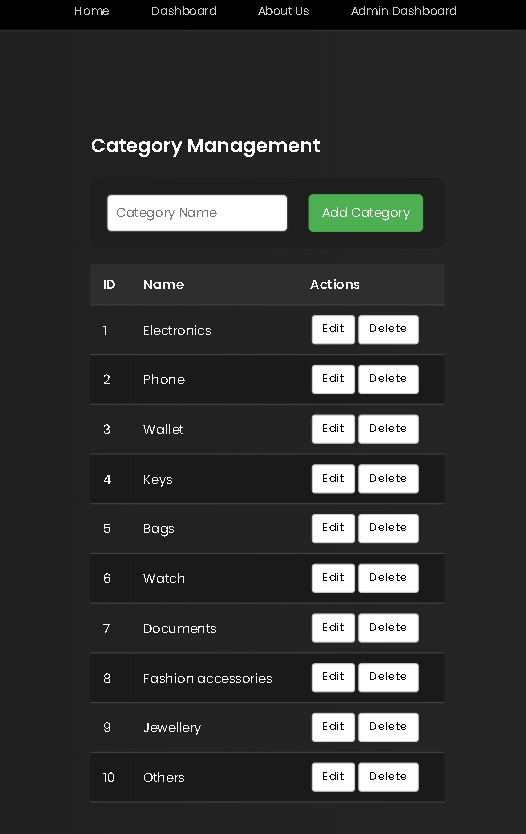 Home Dashboard About Us Admin Dashboard
Category Management
Category Name Add Category
ID Name Actions
1 Electronics Edit Delete
2 Phone Edit Delete
3 Wallet Edit Delete
4 Keys Edit Delete
5 Bags Edit Delete
6 Watch Edit Delete
7 Documents Edit Delete
8 Fashion accessories Edit Delete
9 Jewellery Edit Delete
10 Others Edit Delete